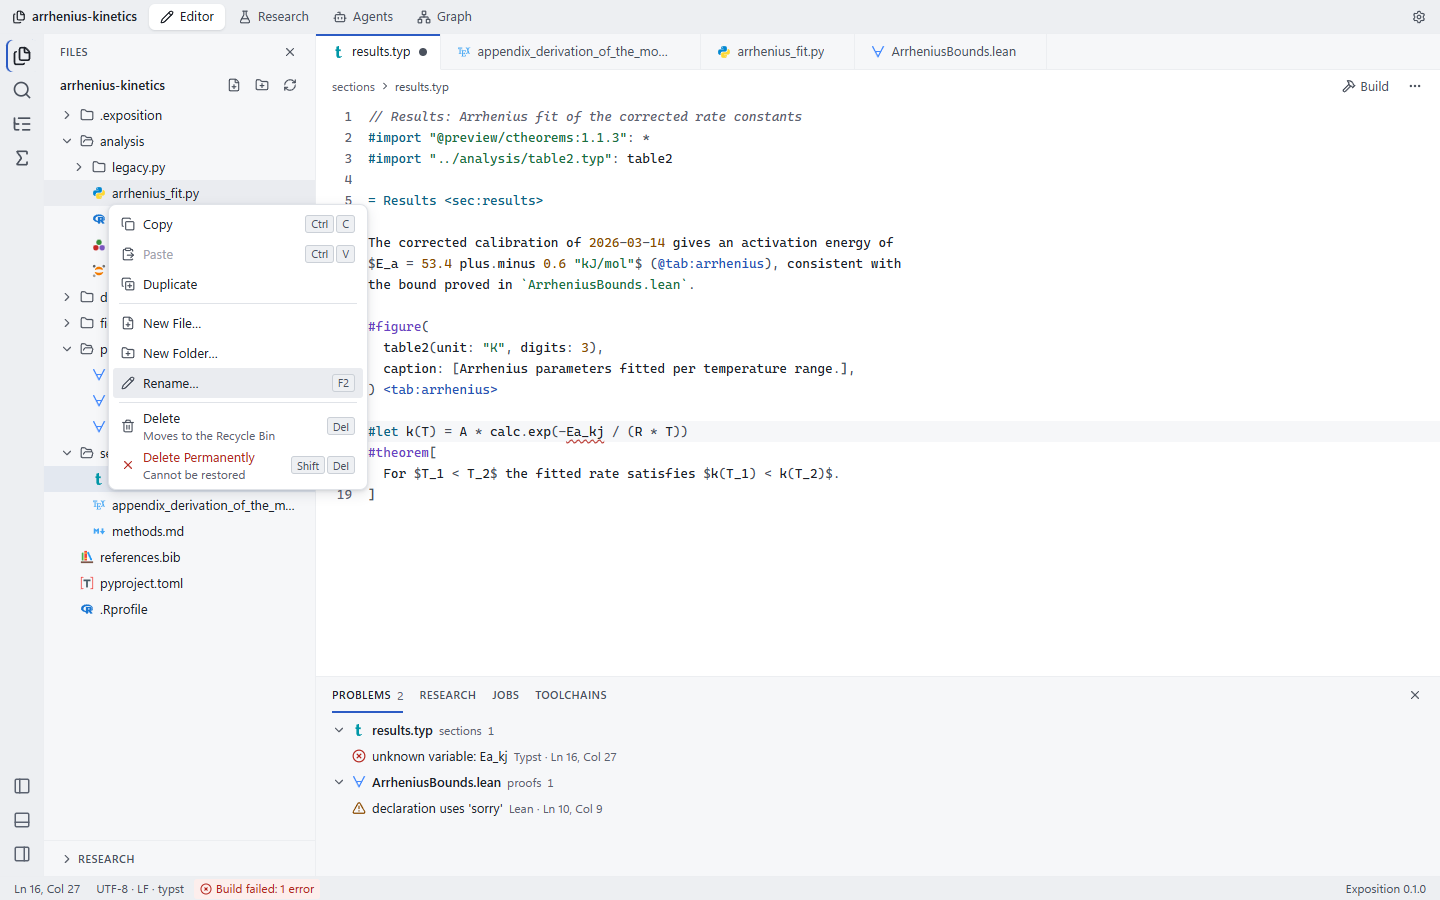 arrhenius-kinetics
Editor
Research
Agents
Graph
FILES
arrhenius-kinetics
.exposition
analysis
legacy.py
arrhenius_fit.py
Copy Ctrl C
Paste Ctrl V
Duplicate
New File...
New Folder...
Rename... F2
Delete Del
Moves to the Recycle Bin
Delete Permanently Shift Del
Cannot be restored
appendix_derivation_of_the_m...
methods.md
references.bib
pyproject.toml
.Rprofile
RESEARCH
results.typ
appendix_derivation_of_the_mo...
arrhenius_fit.py
ArrheniusBounds.lean
sections > results.typ
Build
1 // Results: Arrhenius fit of the corrected rate constants
2 #import "@preview/ctheorems:1.1.3": *
3 #import "../analysis/table2.typ": table2
4
5 = Results <sec:results>
The corrected calibration of 2026-03-14 gives an activation energy of
$E_a = 53.4 plus.minus 0.6 "kJ/mol"$ (@tab:arrhenius), consistent with
the bound proved in `ArrheniusBounds.lean`.
#figure(
table2(unit: "K", digits: 3),
caption: [Arrhenius parameters fitted per temperature range.],
) <tab:arrhenius>
#let k(T) = A * calc.exp(-Ea_kj / (R * T))
#theorem[
For $T_1 < T_2$ the fitted rate satisfies $k(T_1) < k(T_2)$.
19 ]
PROBLEMS 2
RESEARCH
JOBS
TOOLCHAINS
results.typ sections 1
unknown variable: Ea_kj Typst · Ln 16, Col 27
ArrheniusBounds.lean proofs 1
declaration uses 'sorry' Lean · Ln 10, Col 9
Ln 16, Col 27
UTF-8 · LF · typst
Build failed: 1 error
Exposition 0.1.0